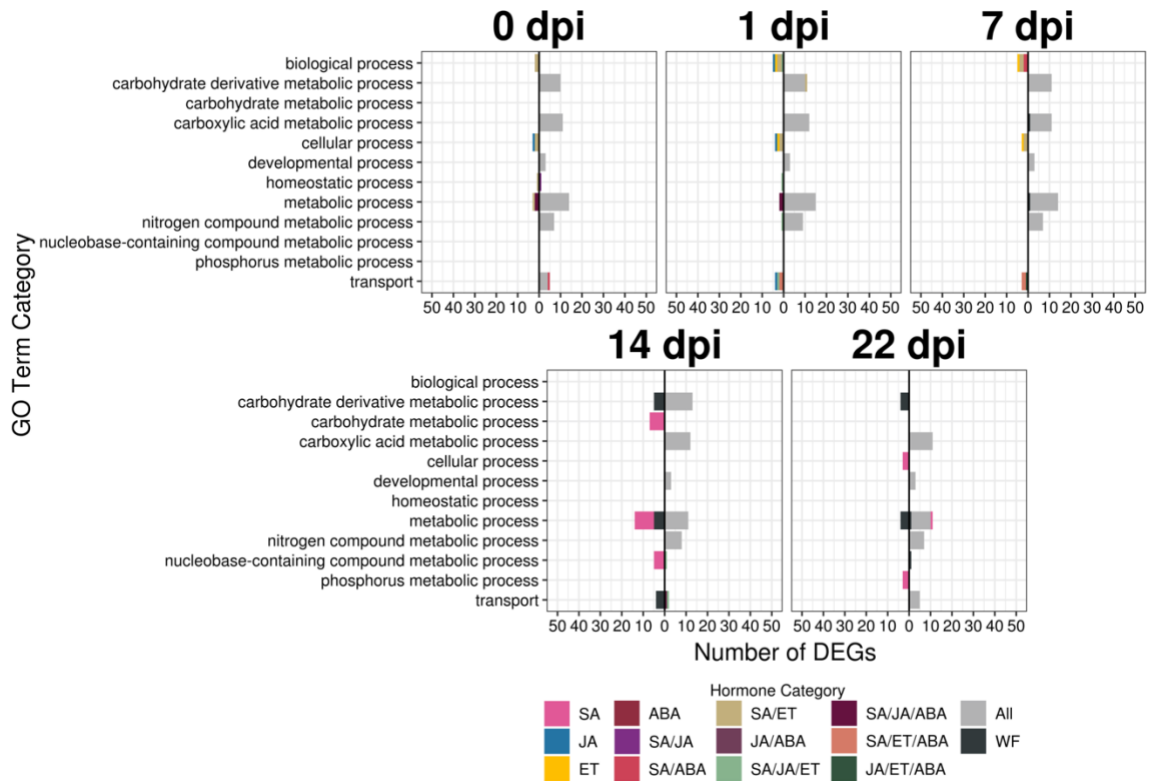 0 dpi 1 dpi 7 dpi
biological process
carbohydrate derivative metabolic process
carbohydrate metabolic process
carboxylic acid metabolic process
cellular process
developmental process
homeostatic process
metabolic process
nitrogen compound metabolic process
nucleobase-containing compound metabolic process
phosphorus metabolic process
transport
50 40 30 20 10 0 10 20 30 40 50 50 40 30 20 10 0 10 20 30 40 50 50 40 30 20 10 0 10 20 30 40 50
GO Term Category
14 dpi 22 dpi
biological process
carbohydrate derivative metabolic process
carbohydrate metabolic process
carboxylic acid metabolic process
cellular process
developmental process
homeostatic process
metabolic process
nitrogen compound metabolic process
nucleobase-containing compound metabolic process
phosphorus metabolic process
transport
50 40 30 20 10 0 10 20 30 40 50 50 40 30 20 10 0 10 20 30 40 50
Number of DEGs
Hormone Category
SA ABA SA/ET SA/JA/ABA All
JA SA/JA JA/ABA SA/ET/ABA WF
ET SA/ABA SA/JA/ET JA/ET/ABA